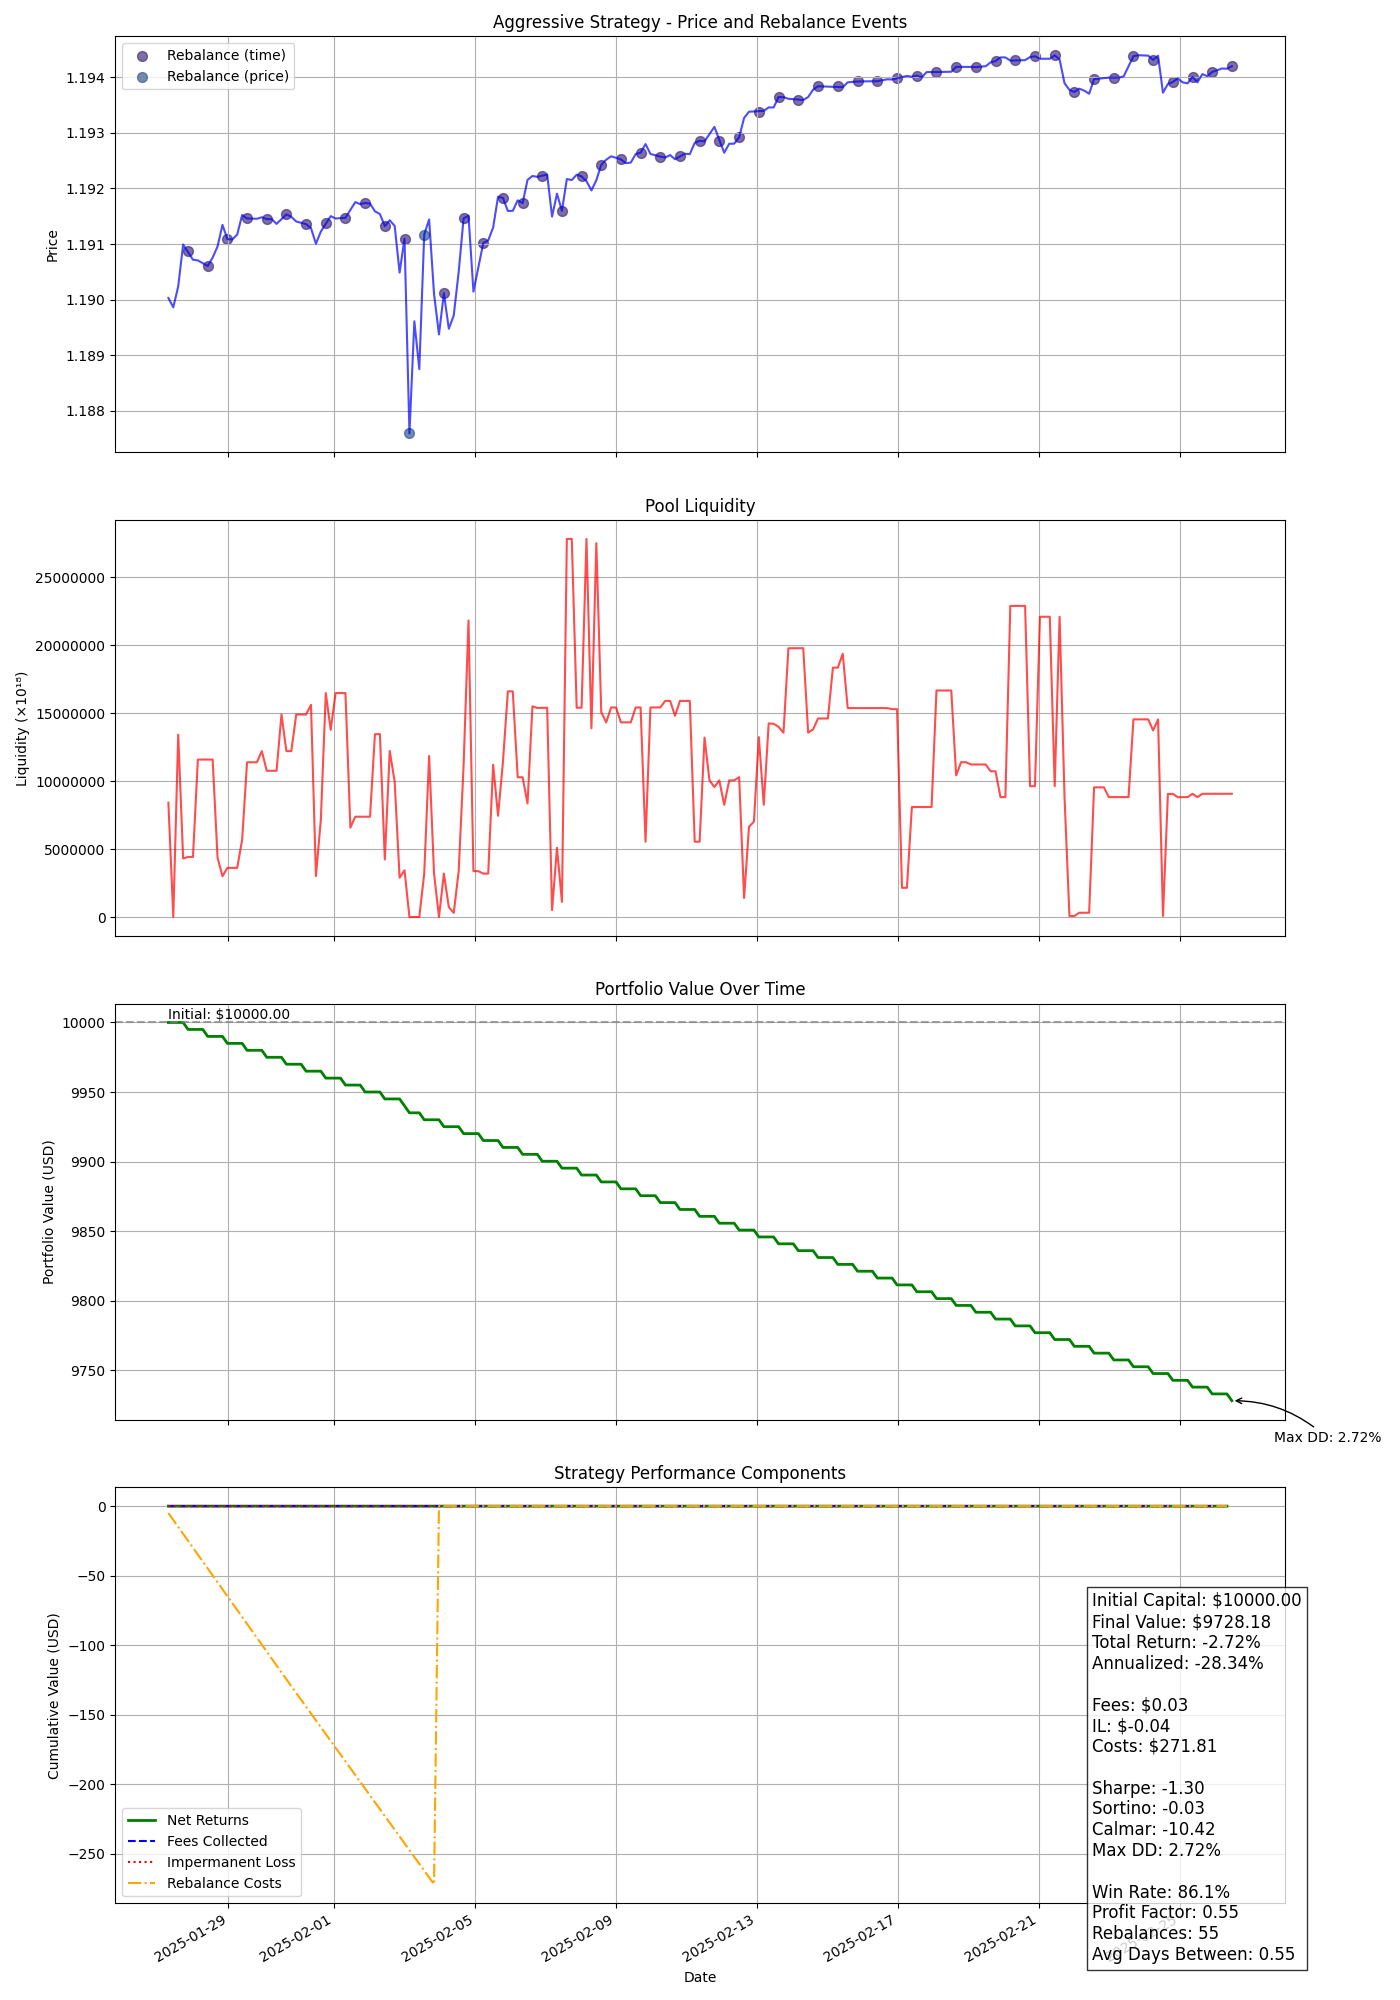 Aggressive Strategy - Price and Rebalance Events
Rebalance (time)
Rebalance (price)
1.194
1.193
1.192
1.191
1.190
1.189
1.188
Price
Pool Liquidity
25000000
20000000
15000000
10000000
5000000
0
Liquidity (×10¹⁸)
Portfolio Value Over Time
Initial: $10000.00
10000
9950
9900
9850
9800
9750
Portfolio Value (USD)
Max DD: 2.72%
Strategy Performance Components
0
−50
−100
−150
−200
−250
Cumulative Value (USD)
Net Returns
Fees Collected
Impermanent Loss
Rebalance Costs
Initial Capital: $10000.00
Final Value: $9728.18
Total Return: -2.72%
Annualized: -28.34%
Fees: $0.03
IL: $-0.04
Costs: $271.81
Sharpe: -1.30
Sortino: -0.03
Calmar: -10.42
Max DD: 2.72%
Win Rate: 86.1%
Profit Factor: 0.55
Rebalances: 55
Avg Days Between: 0.55
2025-01-29
2025-02-01
2025-02-05
2025-02-09
2025-02-13
2025-02-17
2025-02-21
Date